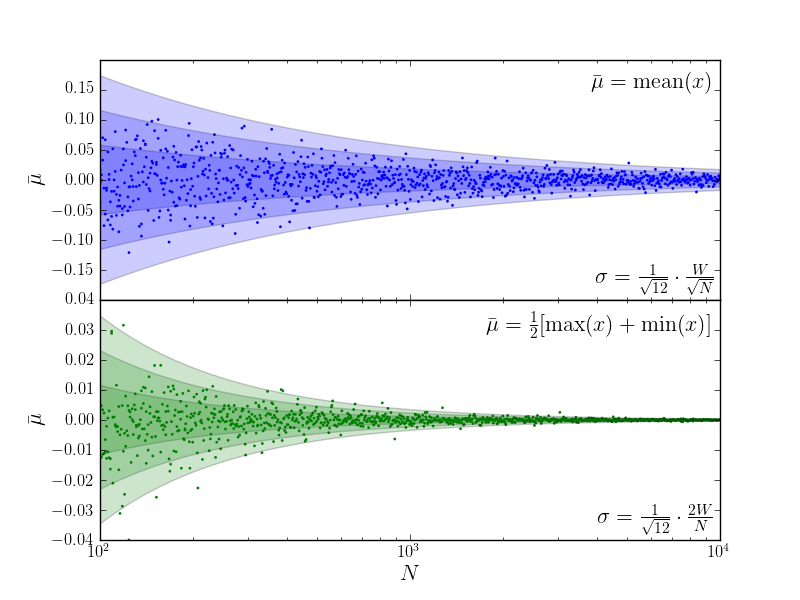 μ̄ = mean(x)
0.15
0.10
0.05
0.00
−0.05
−0.10
−0.15
μ̄
σ = 1/√12 · W/√N
0.04
μ̄ = 1/2[max(x) + min(x)]
0.03
0.02
0.01
0.00
−0.01
−0.02
−0.03
−0.04
μ̄
σ = 1/√12 · 2W/N
10² 10³ 10⁴
N